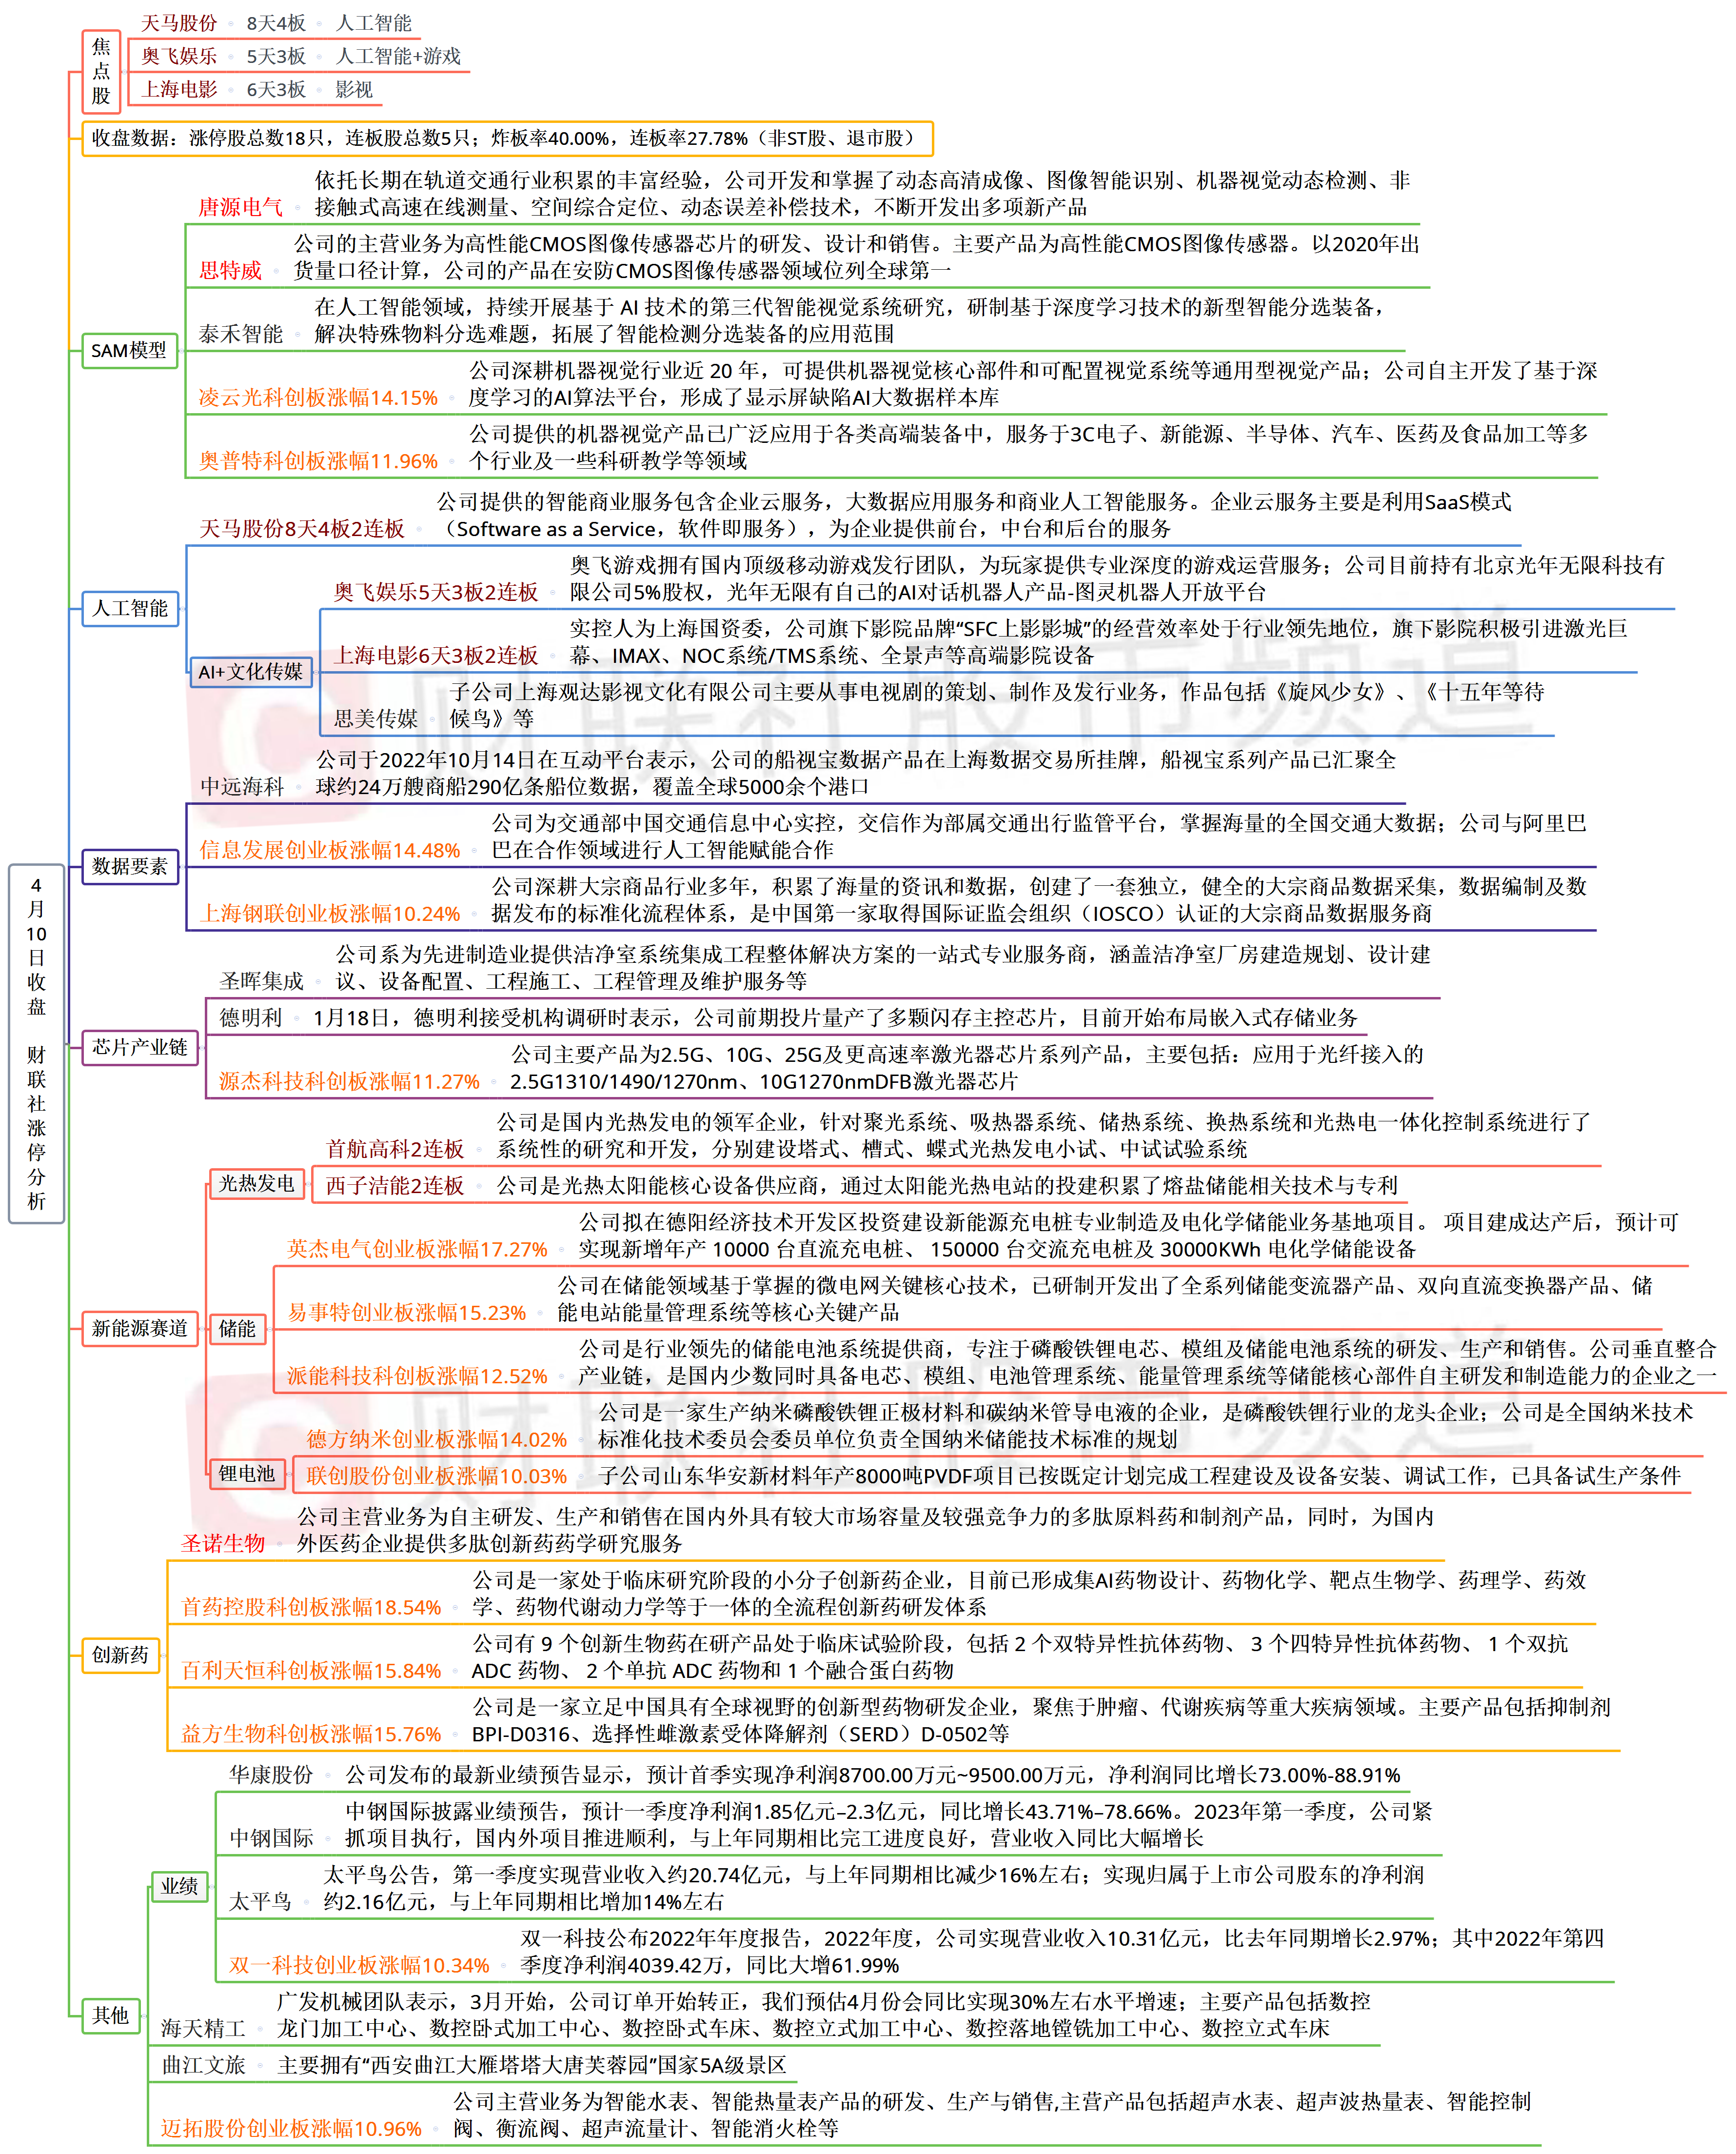 4月10日收盘 财联社涨停分析
焦点股
天马股份 8天4板 人工智能
奥飞娱乐 5天3板 人工智能+游戏
上海电影 6天3板 影视
收盘数据：涨停股总数18只，连板股总数5只；炸板率40.00%，连板率27.78%（非ST股、退市股）
SAM模型
唐源电气
依托长期在轨道交通行业积累的丰富经验，公司开发和掌握了动态高清成像、图像智能识别、机器视觉动态检测、非
接触式高速在线测量、空间综合定位、动态误差补偿技术，不断开发出多项新产品
思特威
公司的主营业务为高性能CMOS图像传感器芯片的研发、设计和销售。主要产品为高性能CMOS图像传感器。以2020年出
货量口径计算，公司的产品在安防CMOS图像传感器领域位列全球第一
泰禾智能
在人工智能领域，持续开展基于 AI 技术的第三代智能视觉系统研究，研制基于深度学习技术的新型智能分选装备，
解决特殊物料分选难题，拓展了智能检测分选装备的应用范围
凌云光科创板涨幅14.15%
公司深耕机器视觉行业近 20 年，可提供机器视觉核心部件和可配置视觉系统等通用型视觉产品；公司自主开发了基于深
度学习的AI算法平台，形成了显示屏缺陷AI大数据样本库
奥普特科创板涨幅11.96%
公司提供的机器视觉产品已广泛应用于各类高端装备中，服务于3C电子、新能源、半导体、汽车、医药及食品加工等多
个行业及一些科研教学等领域
人工智能
天马股份8天4板2连板
公司提供的智能商业服务包含企业云服务，大数据应用服务和商业人工智能服务。企业云服务主要是利用SaaS模式
（Software as a Service，软件即服务），为企业提供前台，中台和后台的服务
AI+文化传媒
奥飞娱乐5天3板2连板
奥飞游戏拥有国内顶级移动游戏发行团队，为玩家提供专业深度的游戏运营服务；公司目前持有北京光年无限科技有
限公司5%股权，光年无限有自己的AI对话机器人产品-图灵机器人开放平台
上海电影6天3板2连板
实控人为上海国资委，公司旗下影院品牌“SFC上影影城”的经营效率处于行业领先地位，旗下影院积极引进激光巨
幕、IMAX、NOC系统/TMS系统、全景声等高端影院设备
思美传媒
子公司上海观达影视文化有限公司主要从事电视剧的策划、制作及发行业务，作品包括《旋风少女》、《十五年等待
候鸟》等
财联社股市频道
数据要素
中远海科
公司于2022年10月14日在互动平台表示，公司的船视宝数据产品在上海数据交易所挂牌，船视宝系列产品已汇聚全
球约24万艘商船290亿条船位数据，覆盖全球5000余个港口
信息发展创业板涨幅14.48%
公司为交通部中国交通信息中心实控，交信作为部属交通出行监管平台，掌握海量的全国交通大数据；公司与阿里巴
巴在合作领域进行人工智能赋能合作
上海钢联创业板涨幅10.24%
公司深耕大宗商品行业多年，积累了海量的资讯和数据，创建了一套独立，健全的大宗商品数据采集，数据编制及数
据发布的标准化流程体系，是中国第一家取得国际证监会组织（IOSCO）认证的大宗商品数据服务商
芯片产业链
圣晖集成
公司系为先进制造业提供洁净室系统集成工程整体解决方案的一站式专业服务商，涵盖洁净室厂房建造规划、设计建
议、设备配置、工程施工、工程管理及维护服务等
德明利 1月18日，德明利接受机构调研时表示，公司前期投片量产了多颗闪存主控芯片，目前开始布局嵌入式存储业务
源杰科技科创板涨幅11.27%
公司主要产品为2.5G、10G、25G及更高速率激光器芯片系列产品，主要包括：应用于光纤接入的
2.5G1310/1490/1270nm、10G1270nmDFB激光器芯片
新能源赛道
光热发电
首航高科2连板
公司是国内光热发电的领军企业，针对聚光系统、吸热器系统、储热系统、换热系统和光热电一体化控制系统进行了
系统性的研究和开发，分别建设塔式、槽式、蝶式光热发电小试、中试试验系统
西子洁能2连板 公司是光热太阳能核心设备供应商，通过太阳能光热电站的投建积累了熔盐储能相关技术与专利
储能
英杰电气创业板涨幅17.27%
公司拟在德阳经济技术开发区投资建设新能源充电桩专业制造及电化学储能业务基地项目。 项目建成达产后，预计可
实现新增年产 10000 台直流充电桩、 150000 台交流充电桩及 30000KWh 电化学储能设备
易事特创业板涨幅15.23%
公司在储能领域基于掌握的微电网关键核心技术，已研制开发出了全系列储能变流器产品、双向直流变换器产品、储
能电站能量管理系统等核心关键产品
派能科技科创板涨幅12.52%
公司是行业领先的储能电池系统提供商，专注于磷酸铁锂电芯、模组及储能电池系统的研发、生产和销售。公司垂直整合
产业链，是国内少数同时具备电芯、模组、电池管理系统、能量管理系统等储能核心部件自主研发和制造能力的企业之一
财联社股市频道
锂电池
德方纳米创业板涨幅14.02%
公司是一家生产纳米磷酸铁锂正极材料和碳纳米管导电液的企业，是磷酸铁锂行业的龙头企业；公司是全国纳米技术
标准化技术委员会委员单位负责全国纳米储能技术标准的规划
联创股份创业板涨幅10.03% 子公司山东华安新材料年产8000吨PVDF项目已按既定计划完成工程建设及设备安装、调试工作，已具备试生产条件
创新药
圣诺生物
公司主营业务为自主研发、生产和销售在国内外具有较大市场容量及较强竞争力的多肽原料药和制剂产品，同时，为国内
外医药企业提供多肽创新药药学研究服务
首药控股科创板涨幅18.54%
公司是一家处于临床研究阶段的小分子创新药企业，目前已形成集AI药物设计、药物化学、靶点生物学、药理学、药效
学、药物代谢动力学等于一体的全流程创新药研发体系
百利天恒科创板涨幅15.84%
公司有 9 个创新生物药在研产品处于临床试验阶段，包括 2 个双特异性抗体药物、 3 个四特异性抗体药物、 1 个双抗
ADC 药物、 2 个单抗 ADC 药物和 1 个融合蛋白药物
益方生物科创板涨幅15.76%
公司是一家立足中国具有全球视野的创新型药物研发企业，聚焦于肿瘤、代谢疾病等重大疾病领域。主要产品包括抑制剂
BPI-D0316、选择性雌激素受体降解剂（SERD）D-0502等
其他
业绩
华康股份 公司发布的最新业绩预告显示，预计首季实现净利润8700.00万元~9500.00万元，净利润同比增长73.00%-88.91%
中钢国际
中钢国际披露业绩预告，预计一季度净利润1.85亿元–2.3亿元，同比增长43.71%–78.66%。2023年第一季度，公司紧
抓项目执行，国内外项目推进顺利，与上年同期相比完工进度良好，营业收入同比大幅增长
太平鸟
太平鸟公告，第一季度实现营业收入约20.74亿元，与上年同期相比减少16%左右；实现归属于上市公司股东的净利润
约2.16亿元，与上年同期相比增加14%左右
双一科技创业板涨幅10.34%
双一科技公布2022年年度报告，2022年度，公司实现营业收入10.31亿元，比去年同期增长2.97%；其中2022年第四
季度净利润4039.42万，同比大增61.99%
海天精工
广发机械团队表示，3月开始，公司订单开始转正，我们预估4月份会同比实现30%左右水平增速；主要产品包括数控
龙门加工中心、数控卧式加工中心、数控卧式车床、数控立式加工中心、数控落地镗铣加工中心、数控立式车床
曲江文旅 主要拥有“西安曲江大雁塔塔大唐芙蓉园”国家5A级景区
迈拓股份创业板涨幅10.96%
公司主营业务为智能水表、智能热量表产品的研发、生产与销售,主营产品包括超声水表、超声波热量表、智能控制
阀、衡流阀、超声流量计、智能消火栓等